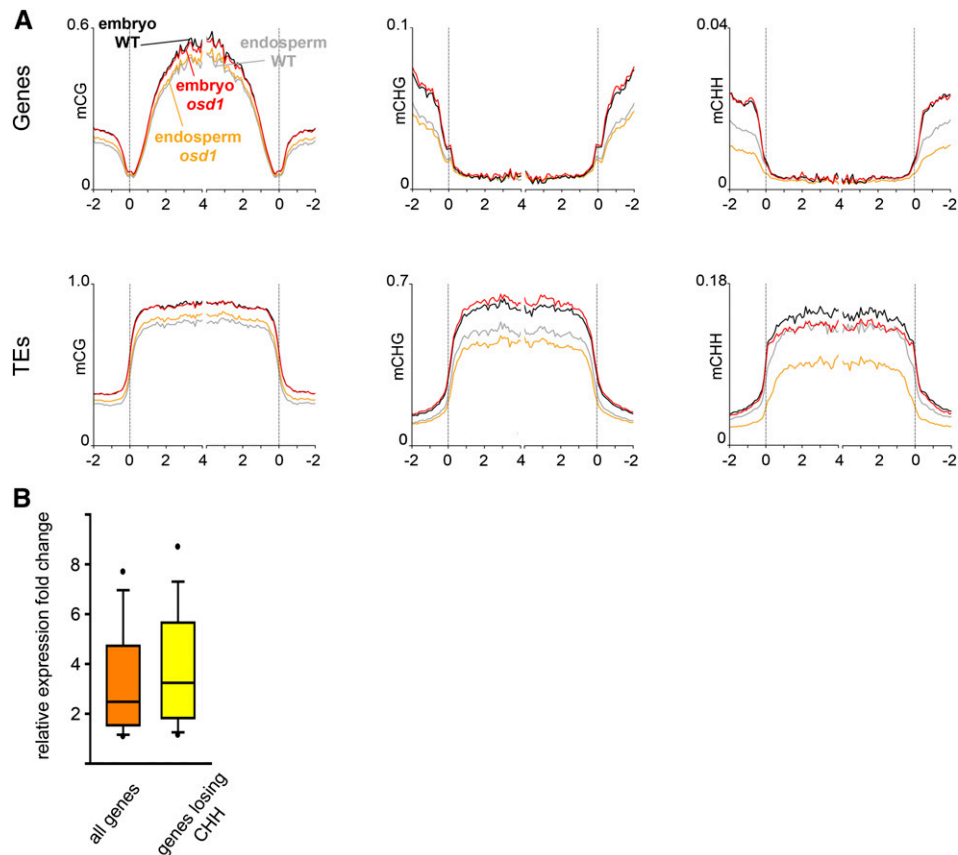 A
Genes
0.6
mCG
0
embryo
WT
endosperm
WT
embryo
osd1
endosperm
osd1
-2 0 2 4 2 0 -2
0.1
mCHG
0
-2 0 2 4 2 0 -2
0.04
mCHH
0
-2 0 2 4 2 0 -2
TEs
1.0
mCG
0
-2 0 2 4 2 0 -2
0.7
mCHG
0
-2 0 2 4 2 0 -2
0.18
mCHH
0
-2 0 2 4 2 0 -2
B
relative expression fold change
8
6
4
2
all genes
genes losing
CHH